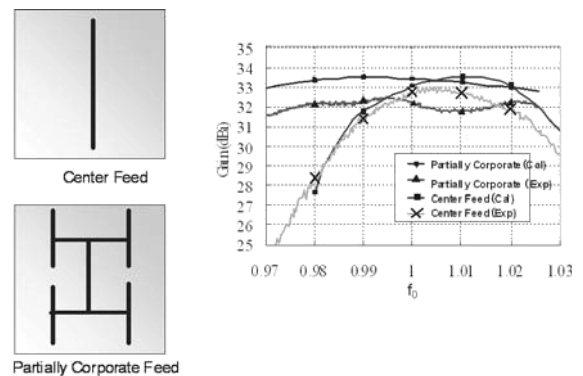 Center Feed
Partially Corporate Feed
Gain(dBi)
35
34
33
32
31
30
29
28
27
26
25
Partially Corporate (Cal)
Partially Corporate (Exp)
Center Feed (Cal)
Center Feed (Exp)
0.97 0.98 0.99 1 1.01 1.02 1.03
f0